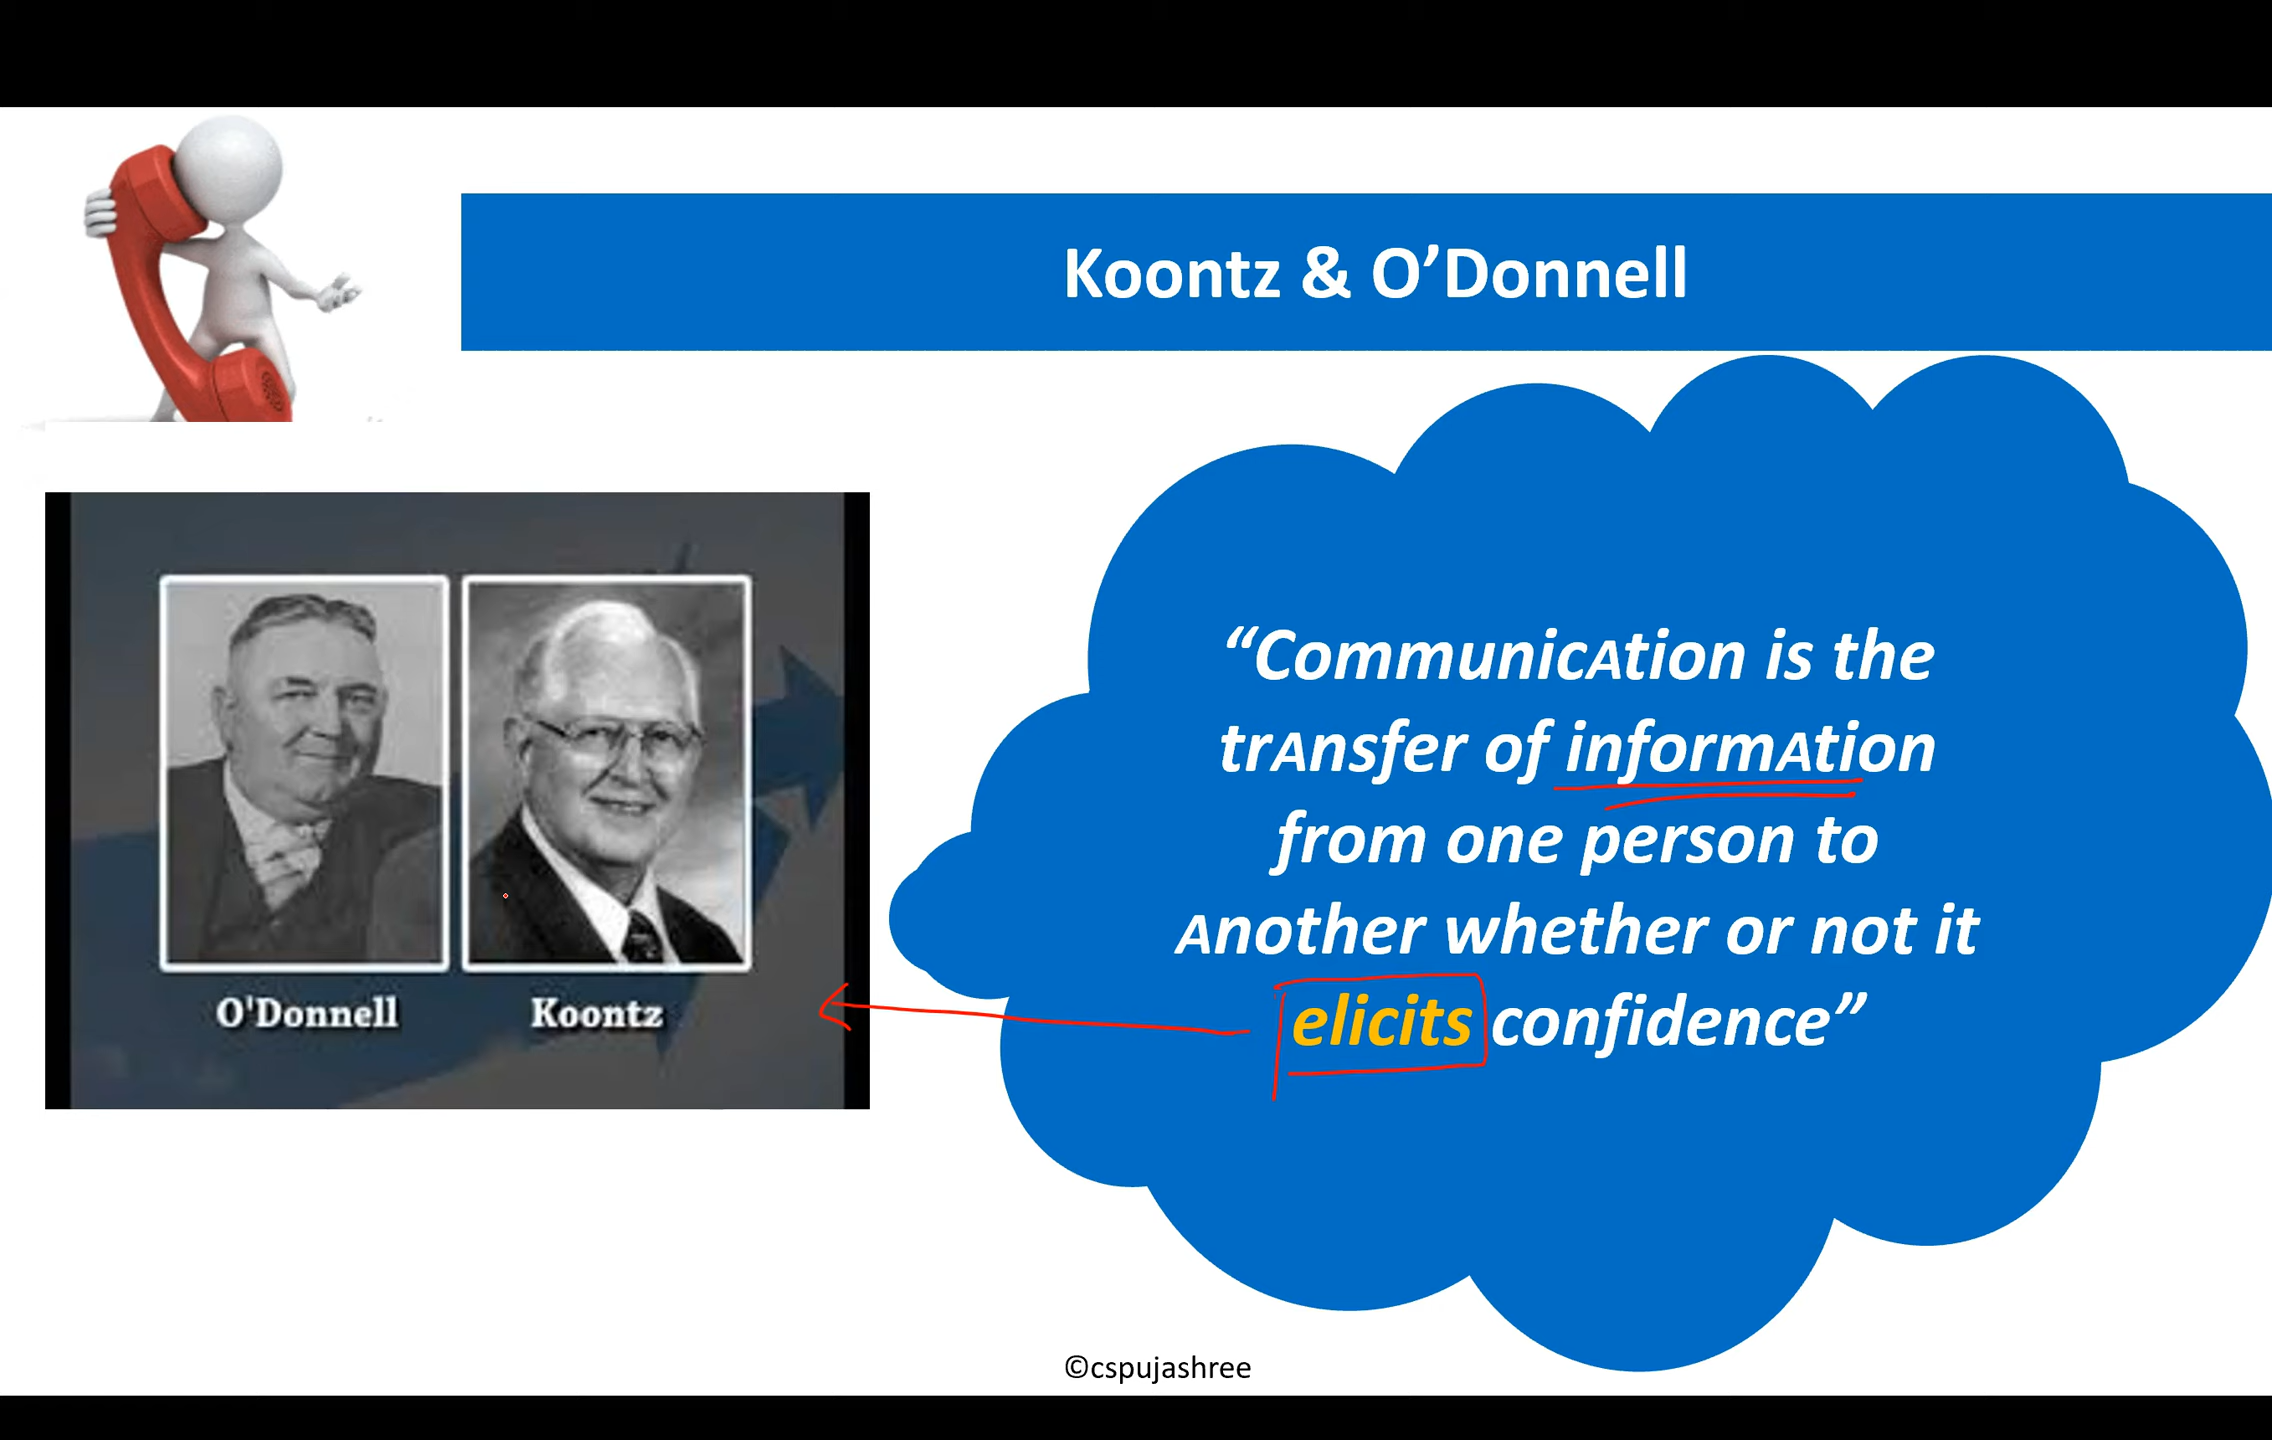 Koontz & O’Donnell
“CommunicAtion is the
trAnsfer of informAtion
from one person to
Another whether or not it
elicits confidence”
O'Donnell
Koontz
©cspujashree